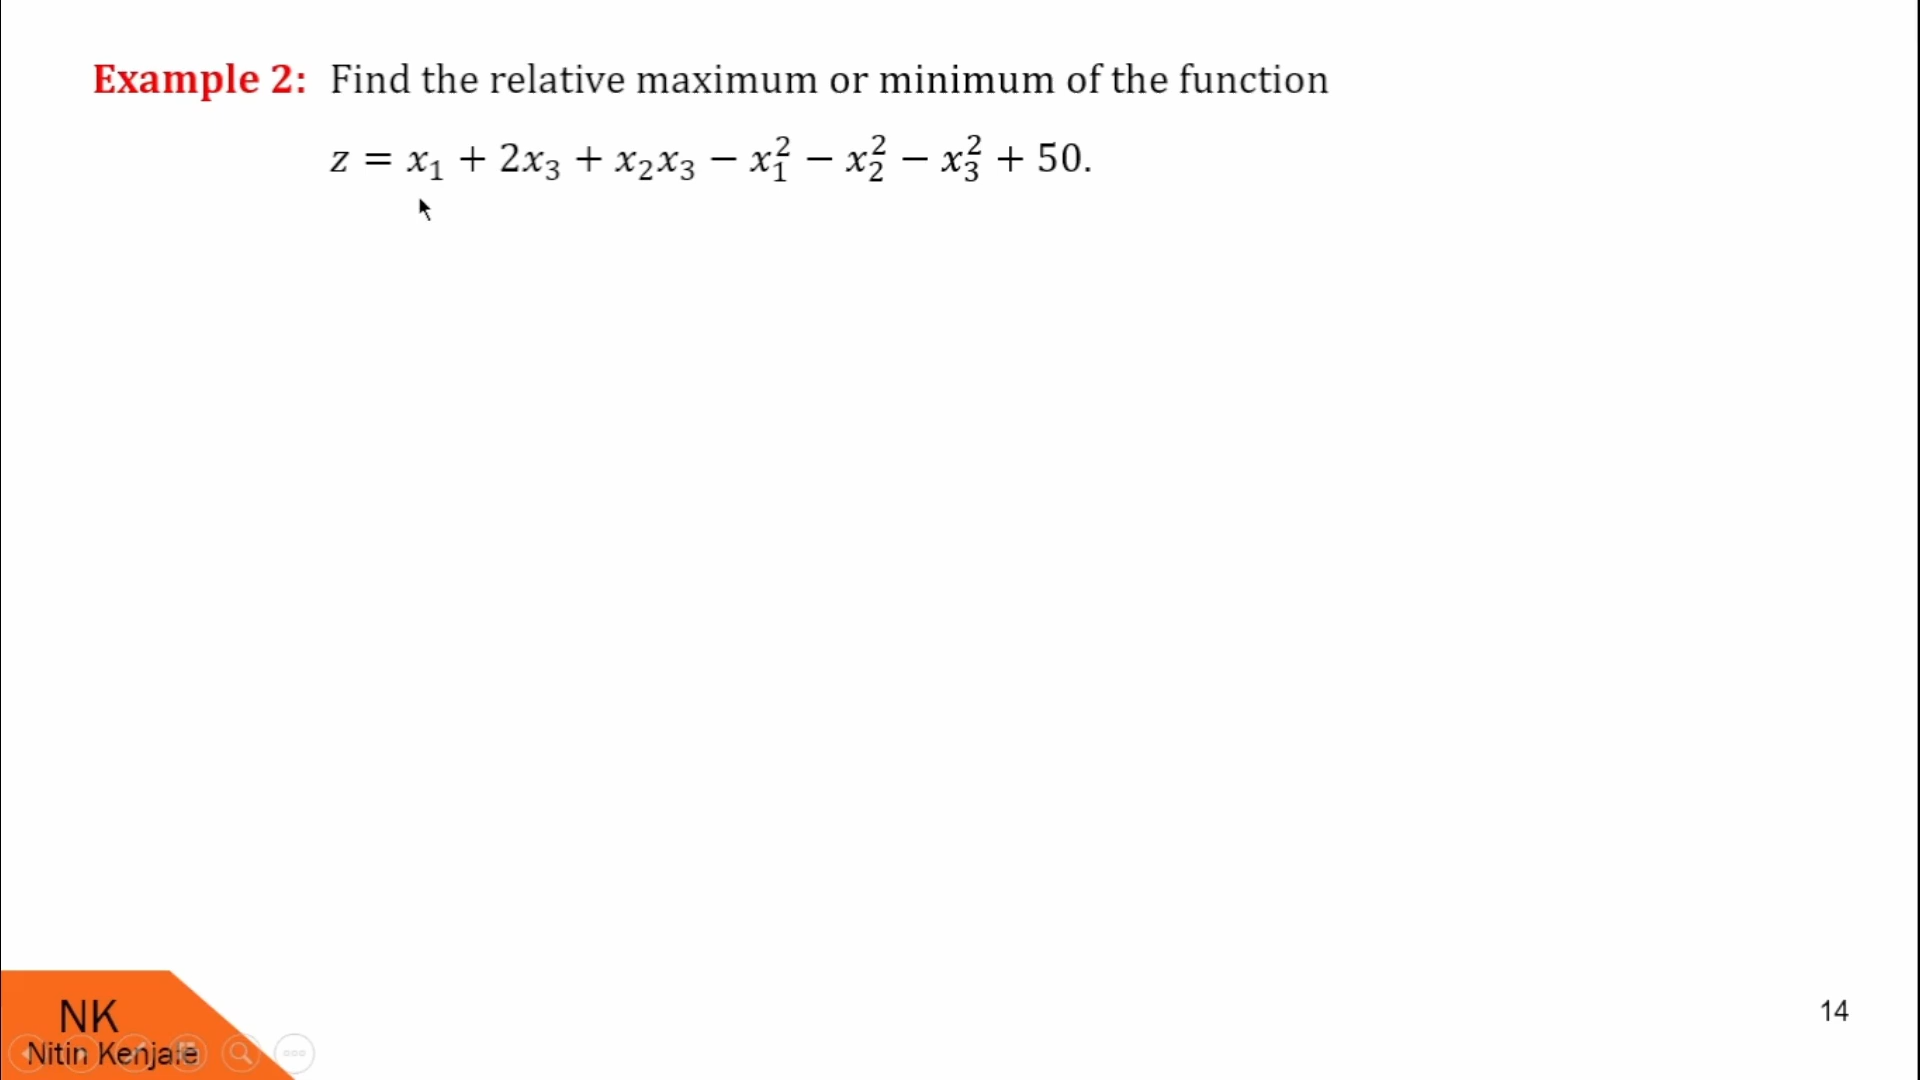 Example 2: Find the relative maximum or minimum of the function
z = x₁ + 2x₃ + x₂x₃ − x₁² − x₂² − x₃² + 50.
NK
Nitin Kenjale
14